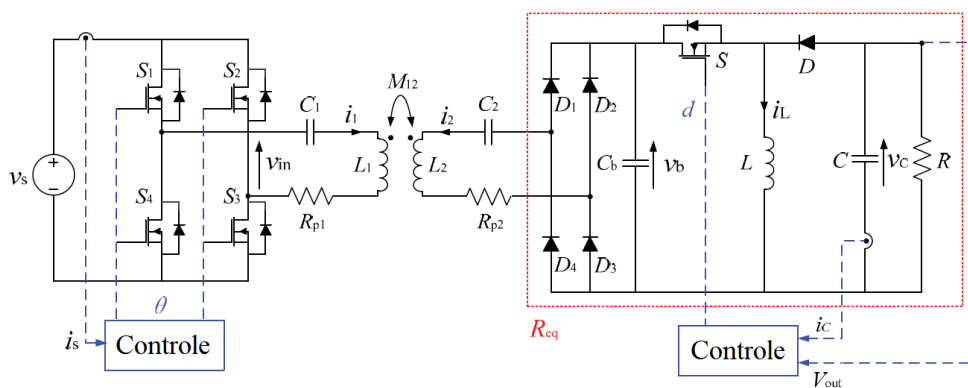 S1
S2
M12
C1
i1
i2
C2
vs
vin
L1
L2
S4
S3
Rp1
Rp2
θ
is
Controle
D1
D2
S
D
d
iL
Cb
vb
L
C
vC
R
D4
D3
Req
Controle
iC
Vout